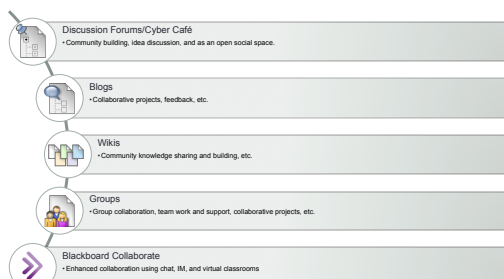 Discussion Forums/Cyber Café
•Community building, idea discussion, and as an open social space.
Blogs
•Collaborative projects, feedback, etc.
Wikis
•Community knowledge sharing and building, etc.
Groups
•Group collaboration, team work and support, collaborative projects, etc.
Blackboard Collaborate
•Enhanced collaboration using chat, IM, and virtual classrooms